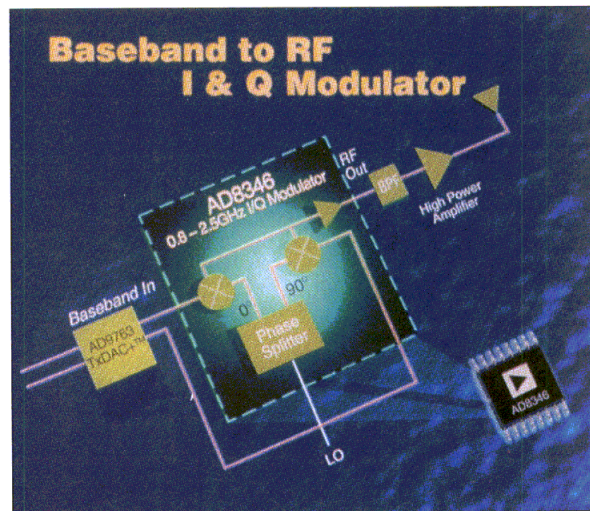 Baseband to RF
I & Q Modulator
RF
Out
BPF
High Power
Amplifier
AD8346
0.8 – 2.5GHz I/Q Modulator
Baseband In
AD9763
TxDAC+™
0°
90°
Phase
Splitter
LO
AD8346